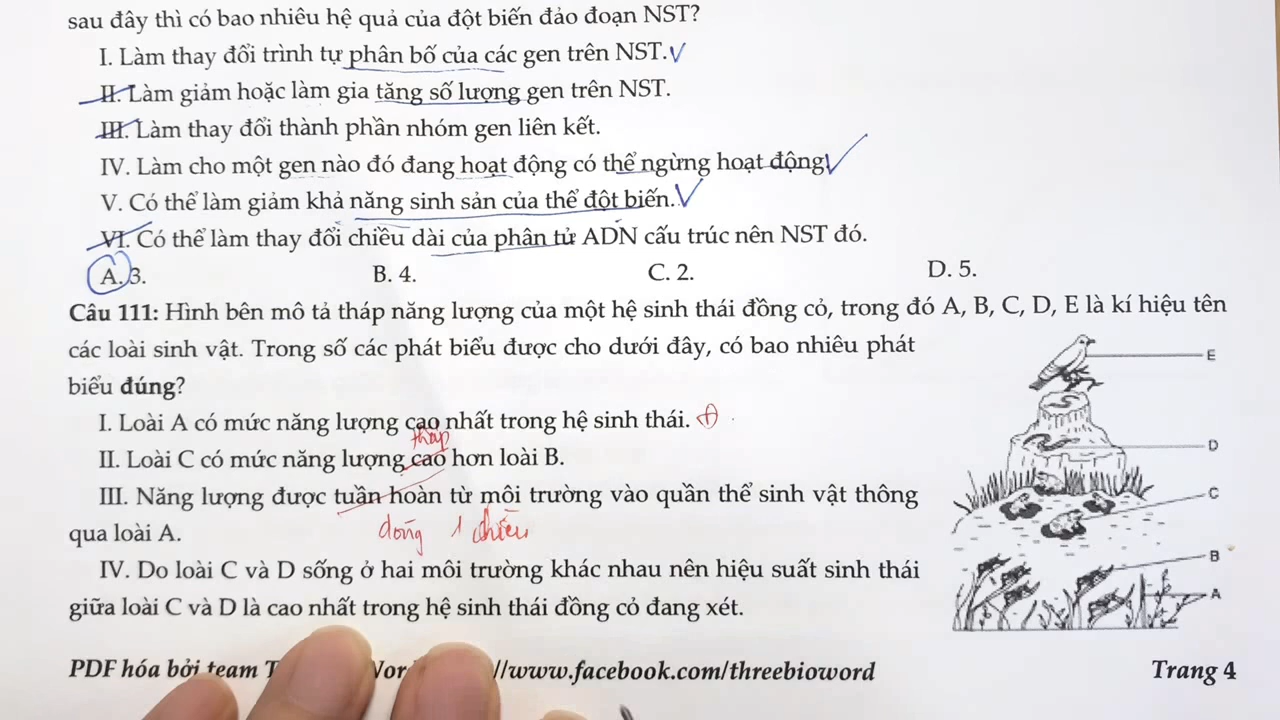 sau đây thì có bao nhiêu hệ quả của đột biến đảo đoạn NST?
I. Làm thay đổi trình tự phân bố của các gen trên NST.
II. Làm giảm hoặc làm gia tăng số lượng gen trên NST.
III. Làm thay đổi thành phần nhóm gen liên kết.
IV. Làm cho một gen nào đó đang hoạt động có thể ngừng hoạt động.
V. Có thể làm giảm khả năng sinh sản của thể đột biến.
VI. Có thể làm thay đổi chiều dài của phân tử ADN cấu trúc nên NST đó.
A. 3. B. 4. C. 2. D. 5.
Câu 111: Hình bên mô tả tháp năng lượng của một hệ sinh thái đồng cỏ, trong đó A, B, C, D, E là kí hiệu tên
các loài sinh vật. Trong số các phát biểu được cho dưới đây, có bao nhiêu phát
biểu đúng?
I. Loài A có mức năng lượng cao nhất trong hệ sinh thái.
thấp
II. Loài C có mức năng lượng cao hơn loài B.
III. Năng lượng được tuần hoàn từ môi trường vào quần thể sinh vật thông
qua loài A.
dòng 1 chiều
IV. Do loài C và D sống ở hai môi trường khác nhau nên hiệu suất sinh thái
giữa loài C và D là cao nhất trong hệ sinh thái đồng cỏ đang xét.
E
D
C
B
A
PDF hóa bởi team //www.facebook.com/threebioword Trang 4